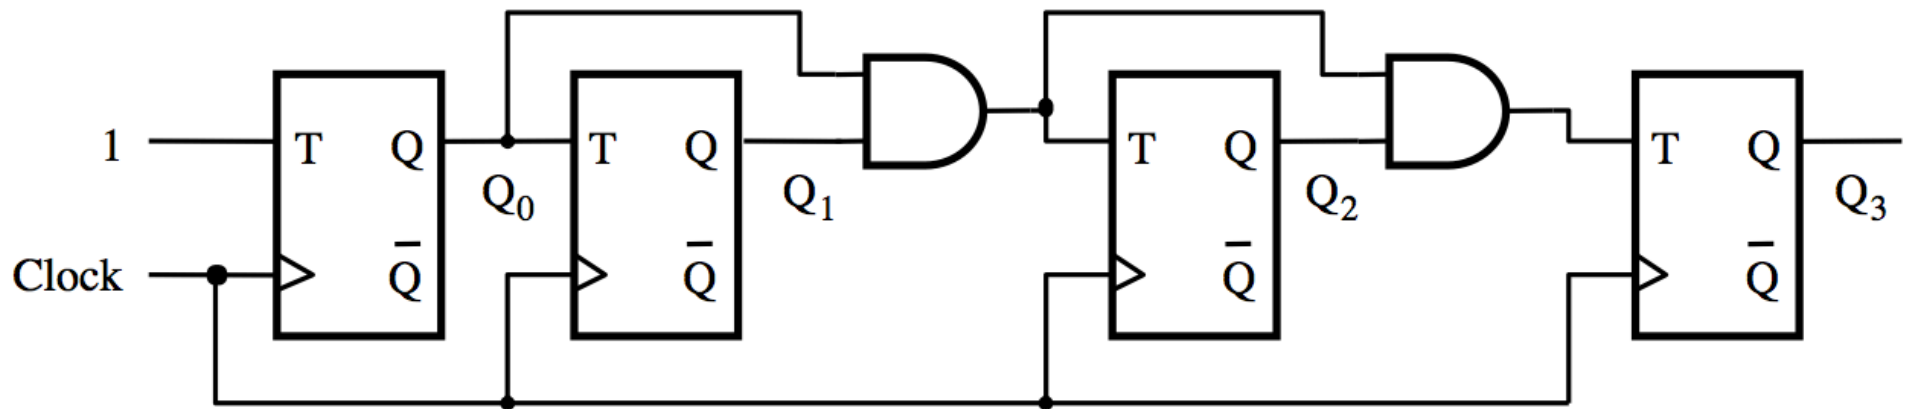 1 T Q T Q T Q T Q
Q₀ Q₁ Q₂ Q₃
Clock Q̅ Q̅ Q̅ Q̅